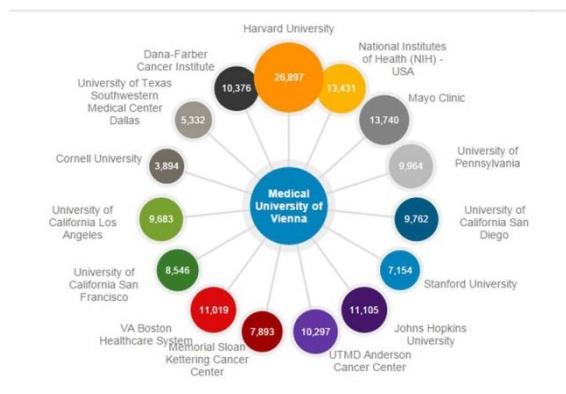 Harvard University
26,897
National Institutes
of Health (NIH) -
USA
13,431
Mayo Clinic
13,740
University of
Pennsylvania
9,964
University of
California San
Diego
9,762
Stanford University
7,154
Johns Hopkins
University
11,105
UTMD Anderson
Cancer Center
10,297
Memorial Sloan
Kettering Cancer
Center
7,893
VA Boston
Healthcare System
11,019
University of
California San
Francisco
8,546
University of
California Los
Angeles
9,683
Cornell University
3,894
University of Texas
Southwestern
Medical Center
Dallas
5,332
Dana-Farber
Cancer Institute
10,376
Medical
University of
Vienna